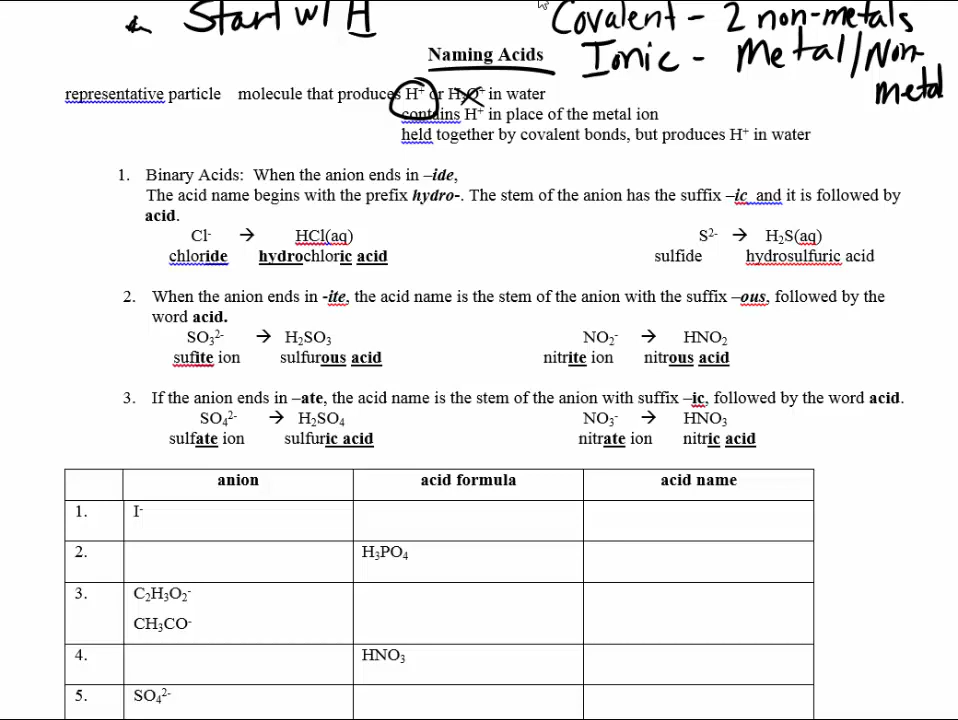 Start w/ H
Covalent - 2 non-metals
Ionic - Metal/Non-
metal
Naming Acids
representative particle molecule that produces H⁺ or H₃O⁺ in water
contains H⁺ in place of the metal ion
held together by covalent bonds, but produces H⁺ in water
1. Binary Acids: When the anion ends in –ide,
The acid name begins with the prefix hydro-. The stem of the anion has the suffix –ic and it is followed by
acid.
Cl⁻ → HCl(aq) S²⁻ → H₂S(aq)
chloride hydrochloric acid sulfide hydrosulfuric acid
2. When the anion ends in -ite, the acid name is the stem of the anion with the suffix –ous, followed by the
word acid.
SO₃²⁻ → H₂SO₃ NO₂⁻ → HNO₂
sufite ion sulfurous acid nitrite ion nitrous acid
3. If the anion ends in –ate, the acid name is the stem of the anion with suffix –ic, followed by the word acid.
SO₄²⁻ → H₂SO₄ NO₃⁻ → HNO₃
sulfate ion sulfuric acid nitrate ion nitric acid
anion acid formula acid name
1. I⁻
2. H₃PO₄
3. C₂H₃O₂⁻
CH₃CO⁻
4. HNO₃
5. SO₄²⁻